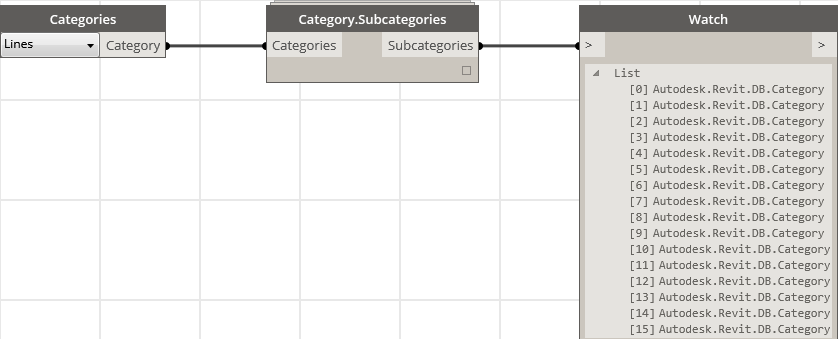 Categories
Lines
Category
Category.Subcategories
Categories
Subcategories
Watch
>
>
List
[0] Autodesk.Revit.DB.Category
[1] Autodesk.Revit.DB.Category
[2] Autodesk.Revit.DB.Category
[3] Autodesk.Revit.DB.Category
[4] Autodesk.Revit.DB.Category
[5] Autodesk.Revit.DB.Category
[6] Autodesk.Revit.DB.Category
[7] Autodesk.Revit.DB.Category
[8] Autodesk.Revit.DB.Category
[9] Autodesk.Revit.DB.Category
[10] Autodesk.Revit.DB.Category
[11] Autodesk.Revit.DB.Category
[12] Autodesk.Revit.DB.Category
[13] Autodesk.Revit.DB.Category
[14] Autodesk.Revit.DB.Category
[15] Autodesk.Revit.DB.Category